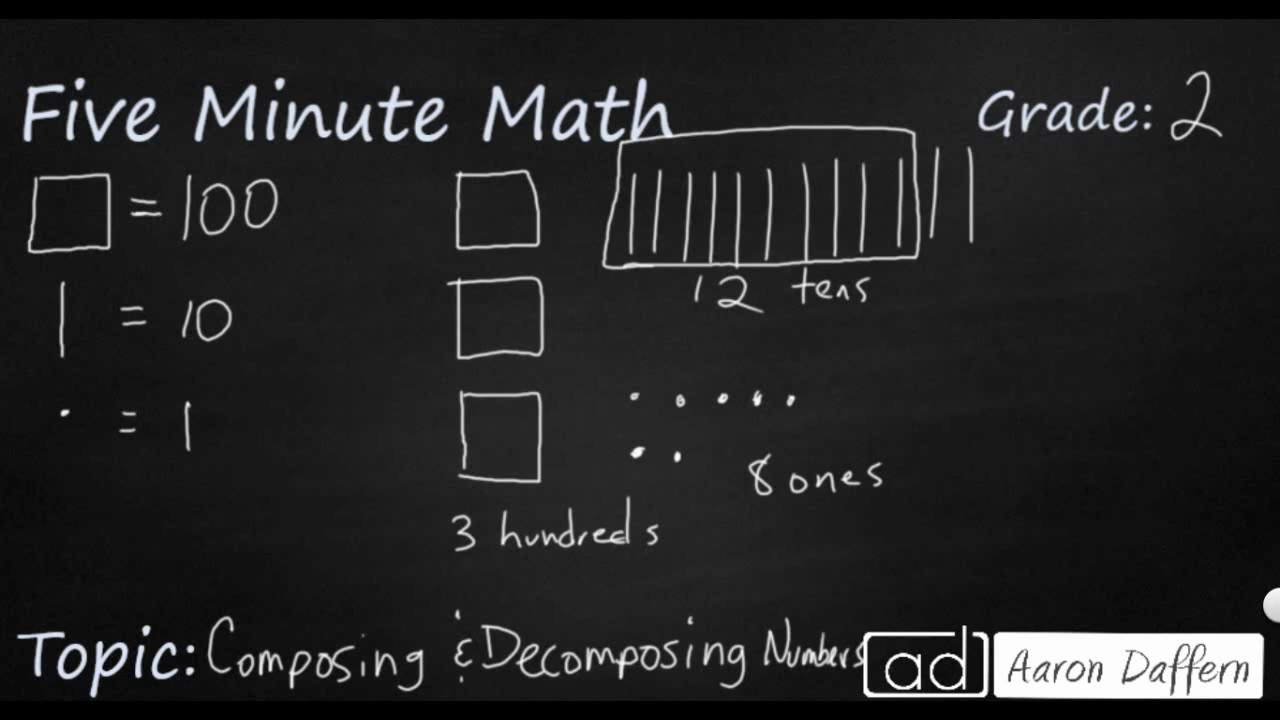 Five Minute Math
Grade: 2
= 100
= 10
= 1
12 tens
8 ones
3 hundreds
Topic: Composing & Decomposing Numbers
ad Aaron Daffern